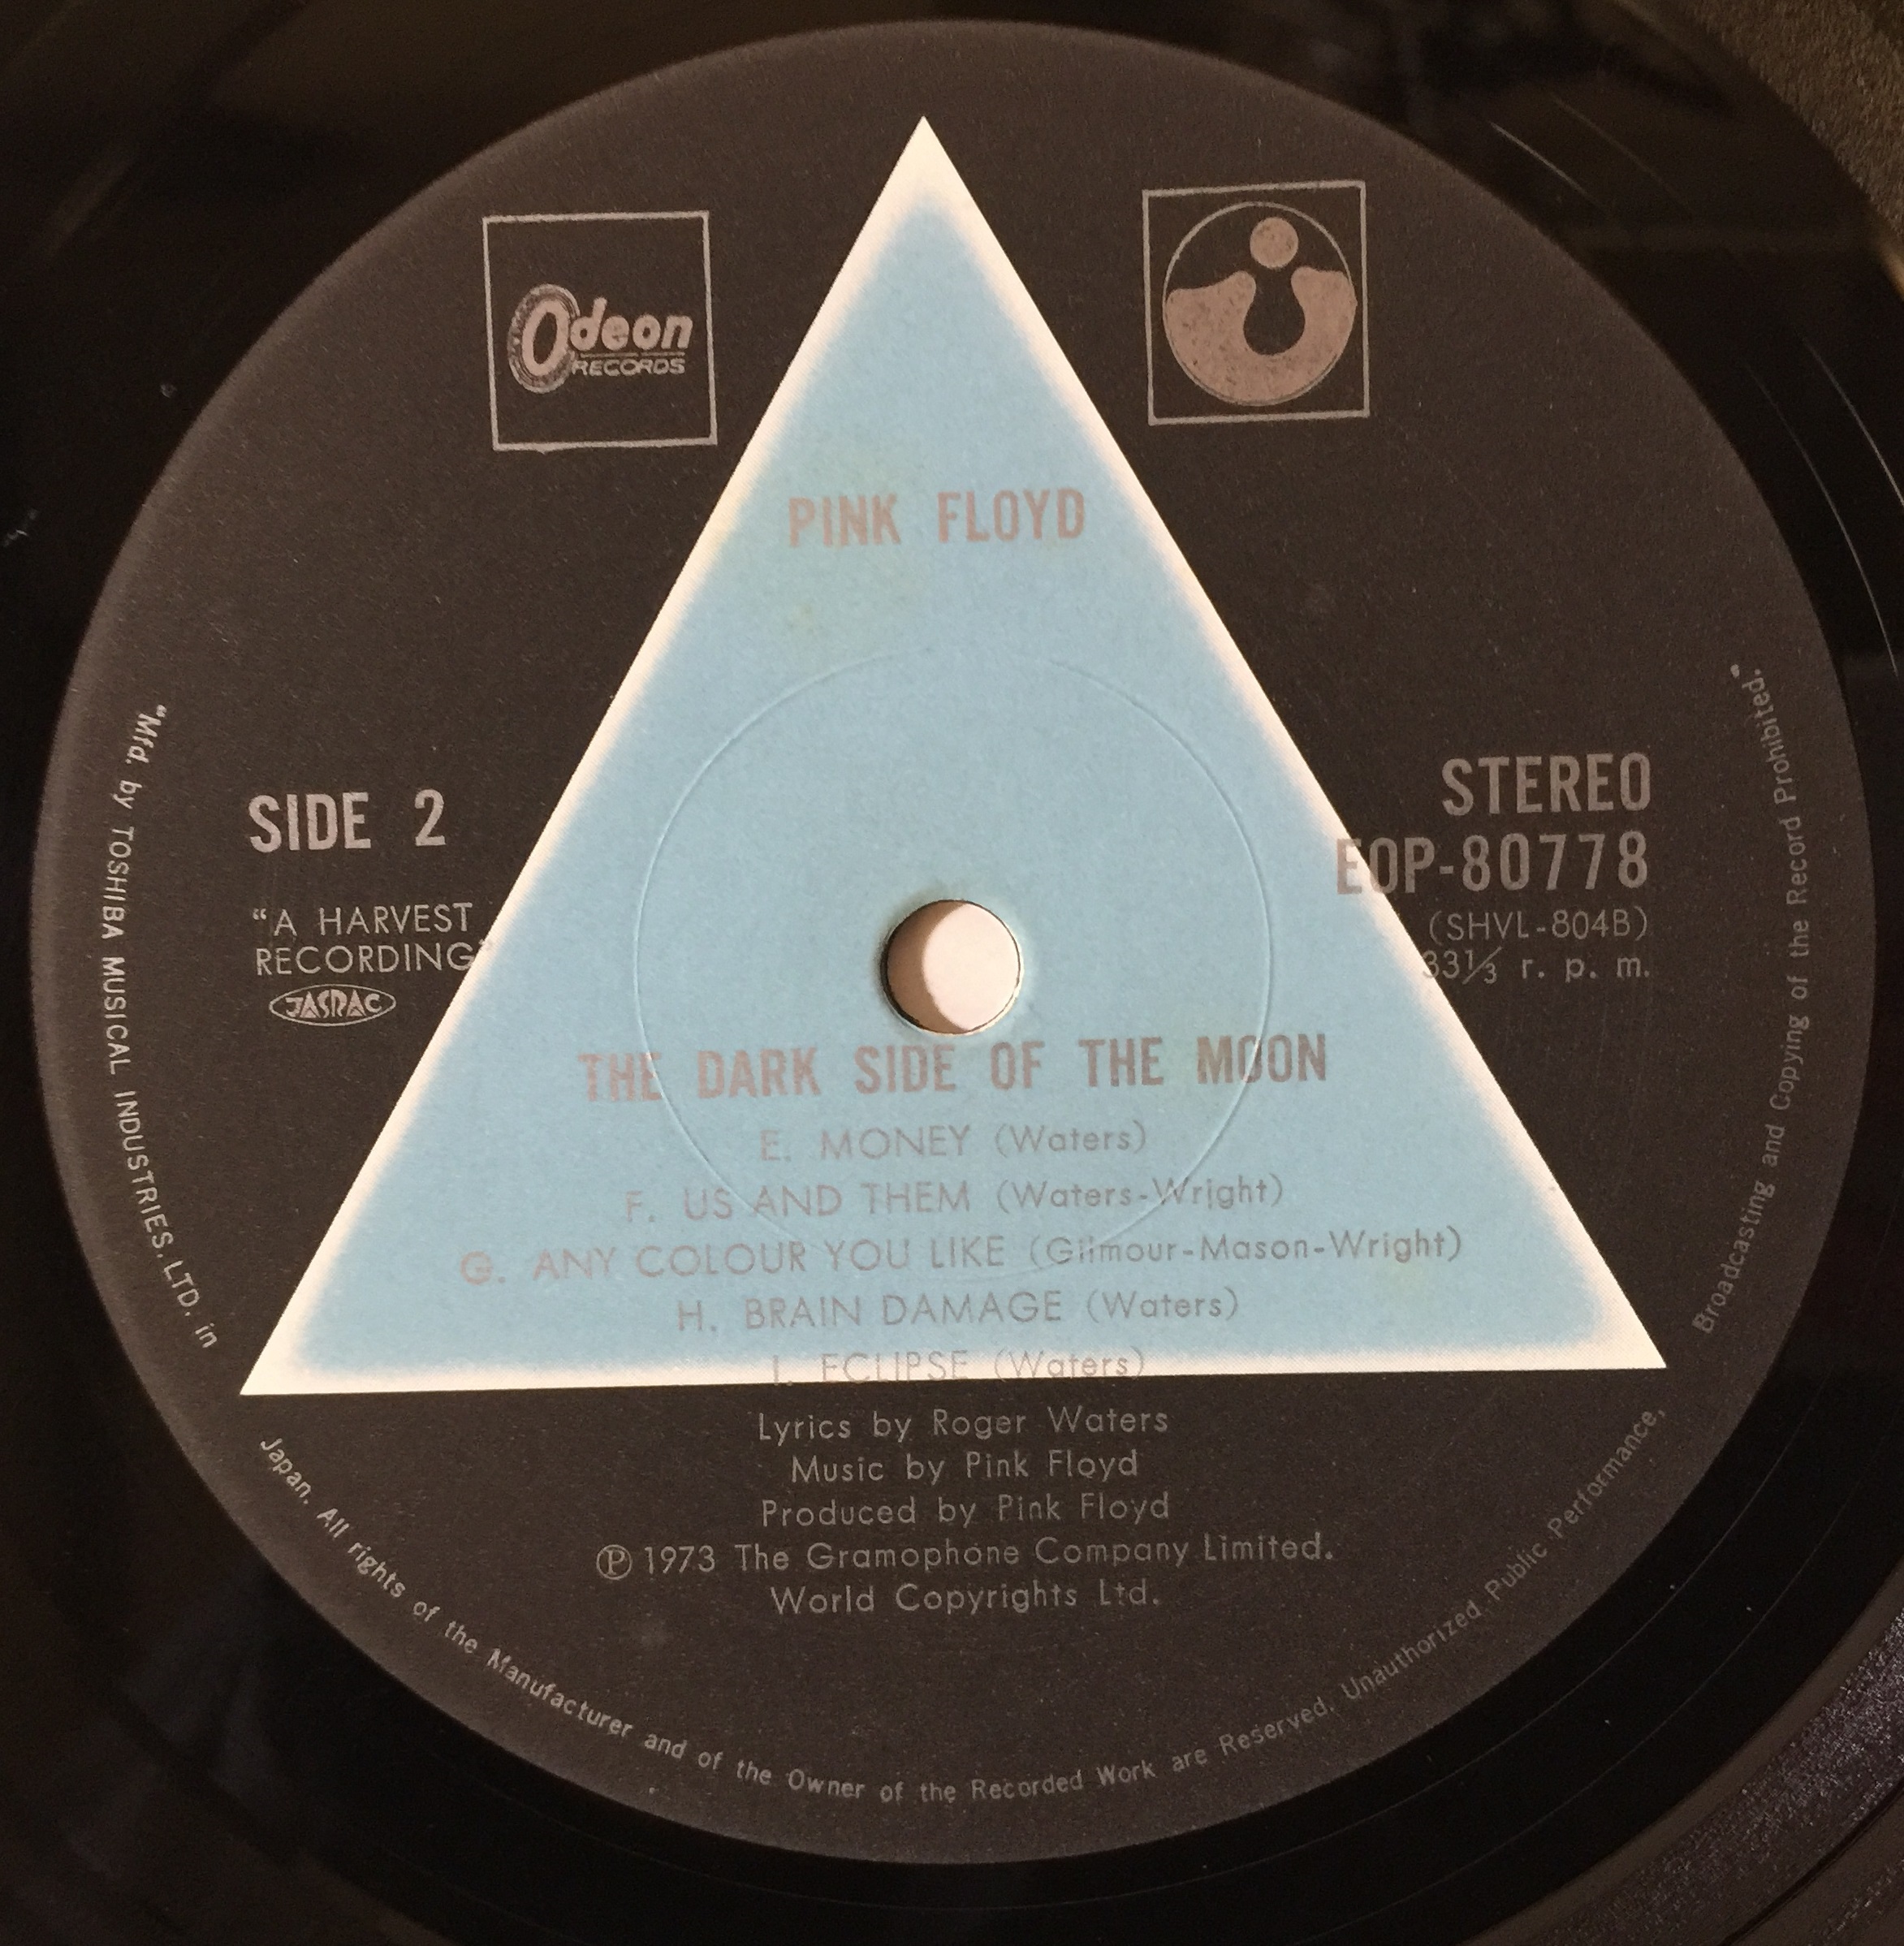 Odeon
RECORDS
PINK FLOYD
SIDE 2
"A HARVEST
RECORDING"
JASRAC
STEREO
EOP-80778
(SHVL-804B)
33⅓ r. p. m.
THE DARK SIDE OF THE MOON
E. MONEY (Waters)
F. US AND THEM (Waters-Wright)
G. ANY COLOUR YOU LIKE (Gilmour-Mason-Wright)
H. BRAIN DAMAGE (Waters)
I. ECLIPSE (Waters)
Lyrics by Roger Waters
Music by Pink Floyd
Produced by Pink Floyd
Ⓟ1973 The Gramophone Company Limited.
World Copyrights Ltd.
"Mfd. by TOSHIBA MUSICAL INDUSTRIES. LTD. in Japan. All rights of the Manufacturer and of the Owner of the Recorded Work are Reserved. Unauthorized Public Performance, Broadcasting and Copying of the Record Prohibited."